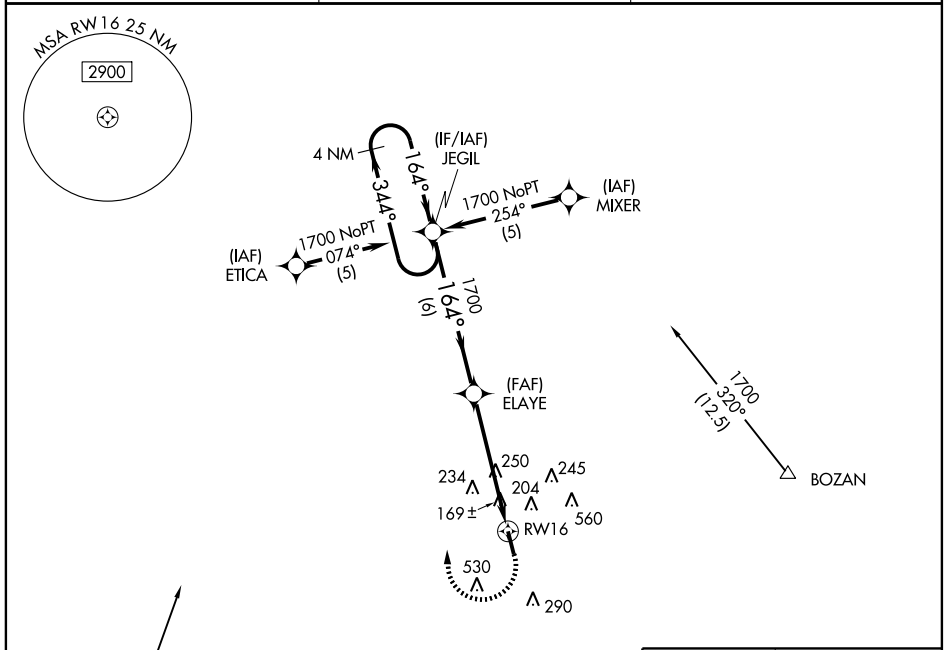 MSA RW16 25 NM
2900
4 NM
164°
344°
(IF/IAF)
JEGIL
1700 NoPT
254°
(5)
(IAF)
MIXER
(IAF)
ETICA
1700 NoPT
074°
(5)
1700
164°
(6)
(FAF)
ELAYE
1700
320°
(12.5)
BOZAN
250
234
245
204
169 ±
560
RW16
530
290